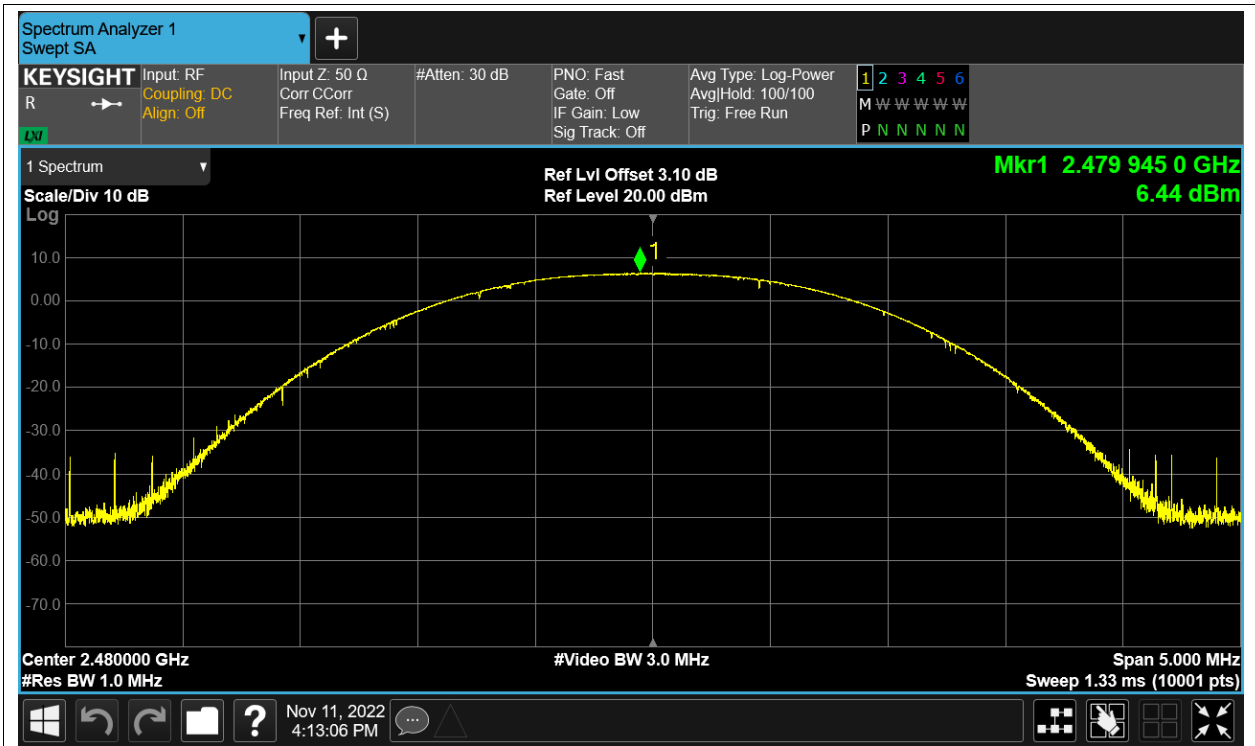 Spectrum Analyzer 1
Swept SA
KEYSIGHT
R
LXI
Input: RF
Coupling: DC
Align: Off
Input Z: 50 Ω
Corr CCorr
Freq Ref: Int (S)
#Atten: 30 dB
PNO: Fast
Gate: Off
IF Gain: Low
Sig Track: Off
Avg Type: Log-Power
Avg|Hold: 100/100
Trig: Free Run
1 2 3 4 5 6
M W W W W W
P N N N N N
1 Spectrum
Scale/Div 10 dB
Log
Ref Lvl Offset 3.10 dB
Ref Level 20.00 dBm
Mkr1 2.479 945 0 GHz
6.44 dBm
1
10.0
0.00
-10.0
-20.0
-30.0
-40.0
-50.0
-60.0
-70.0
Center 2.480000 GHz
#Res BW 1.0 MHz
#Video BW 3.0 MHz
Span 5.000 MHz
Sweep 1.33 ms (10001 pts)
?
Nov 11, 2022
4:13:06 PM